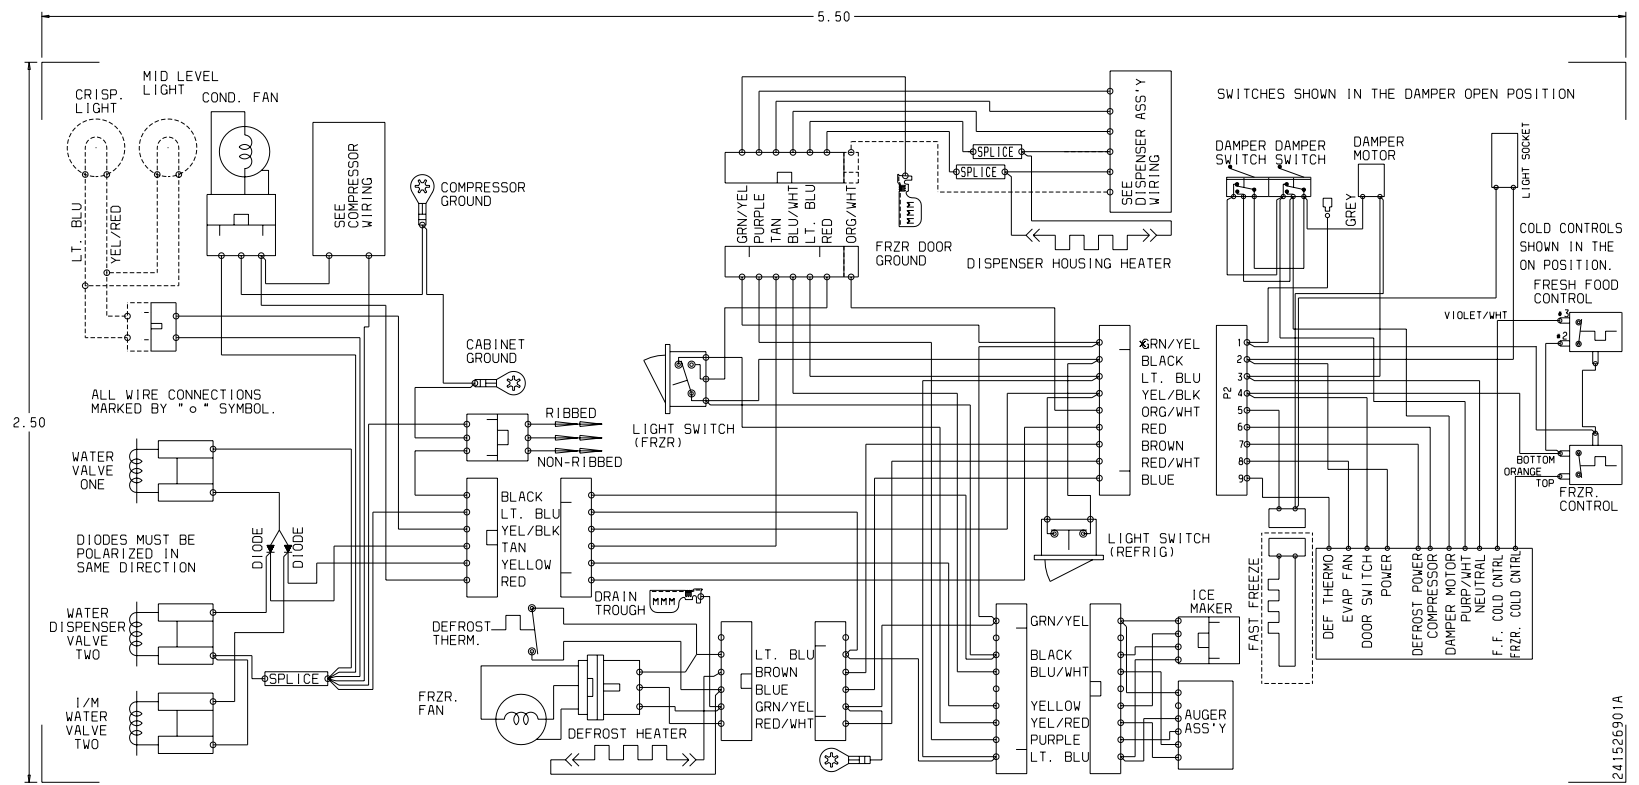 5.50
2.50
MID LEVEL
LIGHT
CRISP.
LIGHT
COND. FAN
LT. BLU
YEL/RED
SEE
COMPRESSOR
WIRING
COMPRESSOR
GROUND
CABINET
GROUND
ALL WIRE CONNECTIONS
MARKED BY " o " SYMBOL.
WATER
VALVE
ONE
DIODE
DIODE
DIODES MUST BE
POLARIZED IN
SAME DIRECTION
WATER
DISPENSER
VALVE
TWO
I/M
WATER
VALVE
TWO
SPLICE
RIBBED
NON-RIBBED
BLACK
LT. BLU
YEL/BLK
TAN
YELLOW
RED
DRAIN
TROUGH
DEFROST
THERM.
FRZR.
FAN
DEFROST HEATER
LT. BLU
BROWN
BLUE
GRN/YEL
RED/WHT
GRN/YEL
PURPLE
TAN
BLU/WHT
LT. BLU
RED
ORG/WHT
FRZR DOOR
GROUND
SPLICE
SPLICE
SEE
DISPENSER ASS'Y
WIRING
DISPENSER HOUSING HEATER
LIGHT SWITCH
(FRZR)
GRN/YEL
BLACK
LT. BLU
YEL/BLK
ORG/WHT
RED
BROWN
RED/WHT
BLUE
LIGHT SWITCH
(REFRIG)
GRN/YEL
BLACK
BLU/WHT
YELLOW
YEL/RED
PURPLE
LT. BLU
ICE
MAKER
AUGER
ASS'Y
SWITCHES SHOWN IN THE DAMPER OPEN POSITION
DAMPER
SWITCH
DAMPER
SWITCH
DAMPER
MOTOR
GREY
LIGHT SOCKET
COLD CONTROLS
SHOWN IN THE
ON POSITION.
FRESH FOOD
CONTROL
VIOLET/WHT
#3
#2
P2
1
2
3
4
5
6
7
8
9
BOTTOM
ORANGE
TOP
FRZR.
CONTROL
FAST FREEZE
DEF THERMO
EVAP FAN
DOOR SWITCH
POWER
DEFROST POWER
COMPRESSOR
DAMPER MOTOR
PURP/WHT
NEUTRAL
F.F. COLD CNTRL
FRZR. COLD CNTRL
241526901A